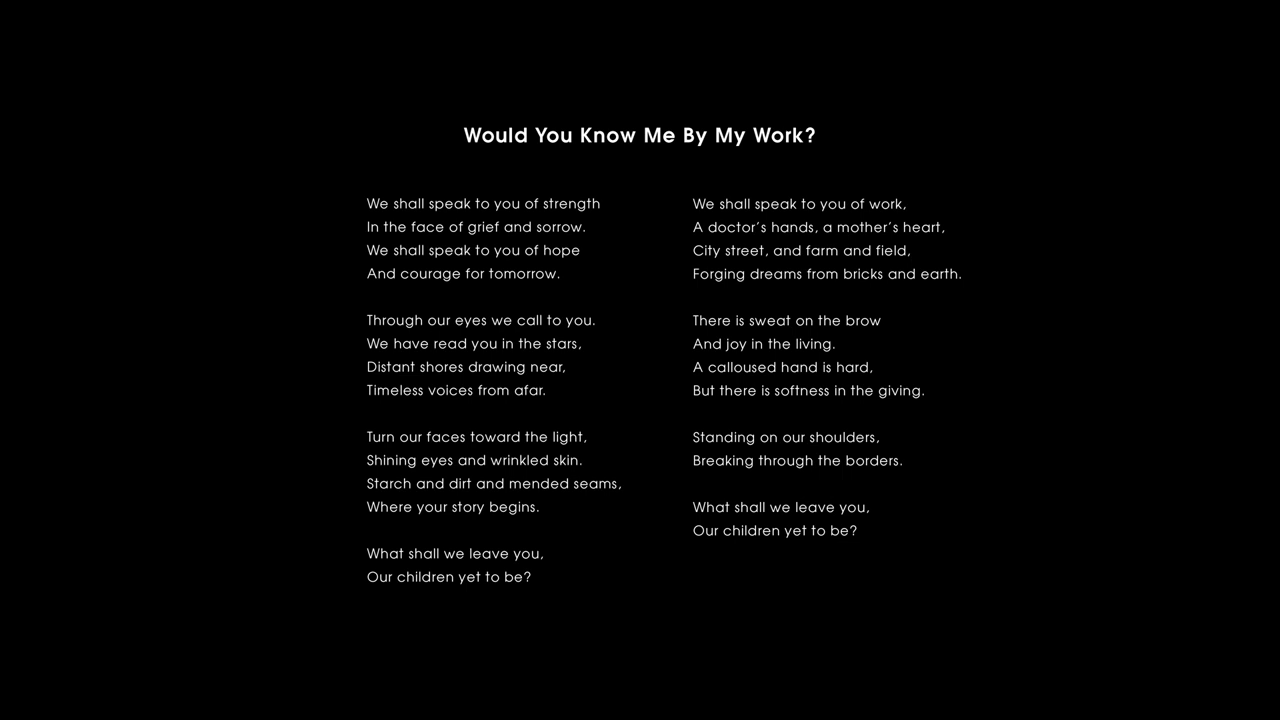 Would You Know Me By My Work?
We shall speak to you of strength
In the face of grief and sorrow.
We shall speak to you of hope
And courage for tomorrow.
Through our eyes we call to you.
We have read you in the stars,
Distant shores drawing near,
Timeless voices from afar.
Turn our faces toward the light,
Shining eyes and wrinkled skin.
Starch and dirt and mended seams,
Where your story begins.
What shall we leave you,
Our children yet to be?
We shall speak to you of work,
A doctor's hands, a mother's heart,
City street, and farm and field,
Forging dreams from bricks and earth.
There is sweat on the brow
And joy in the living.
A calloused hand is hard,
But there is softness in the giving.
Standing on our shoulders,
Breaking through the borders.
What shall we leave you,
Our children yet to be?